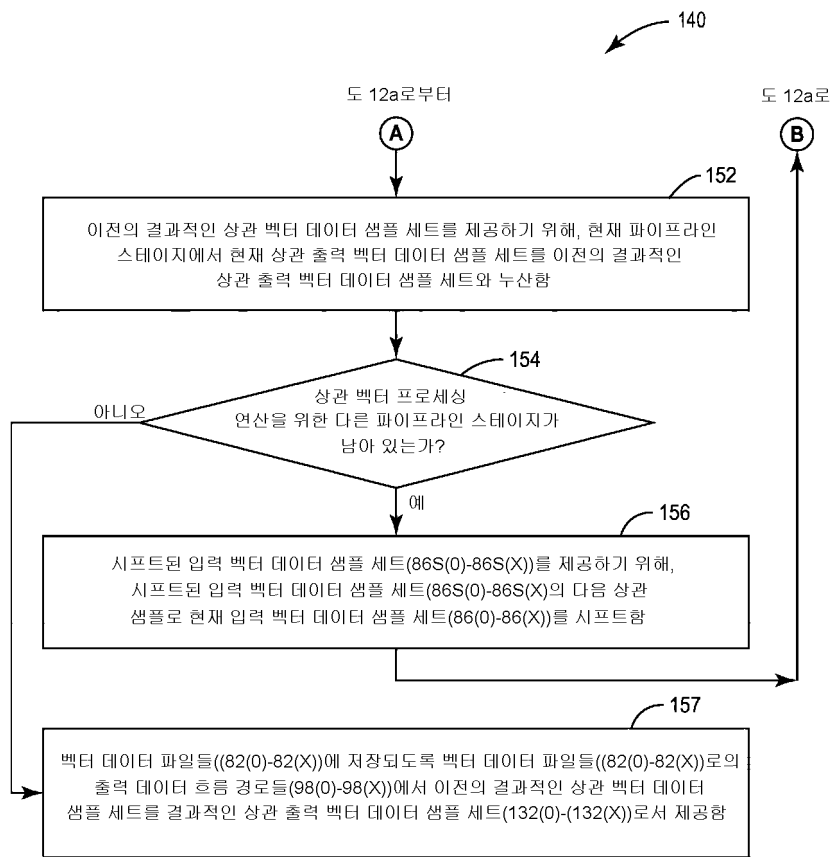 140
도 12a로부터
도 12a로
A
B
152
이전의 결과적인 상관 벡터 데이터 샘플 세트를 제공하기 위해, 현재 파이프라인
스테이지에서 현재 상관 출력 벡터 데이터 샘플 세트를 이전의 결과적인
상관 출력 벡터 데이터 샘플 세트와 누산함
154
상관 벡터 프로세싱
연산을 위한 다른 파이프라인 스테이지가
남아 있는가?
아니오
예
156
시프트된 입력 벡터 데이터 샘플 세트(86S(0)-86S(X))를 제공하기 위해,
시프트된 입력 벡터 데이터 샘플 세트(86S(0)-86S(X)의 다음 상관
샘플로 현재 입력 벡터 데이터 샘플 세트(86(0)-86(X))를 시프트함
157
벡터 데이터 파일들((82(0)-82(X))에 저장되도록 벡터 데이터 파일들((82(0)-82(X))로의
출력 데이터 흐름 경로들(98(0)-98(X))에서 이전의 결과적인 상관 벡터 데이터
샘플 세트를 결과적인 상관 출력 벡터 데이터 샘플 세트(132(0)-(132(X))로서 제공함